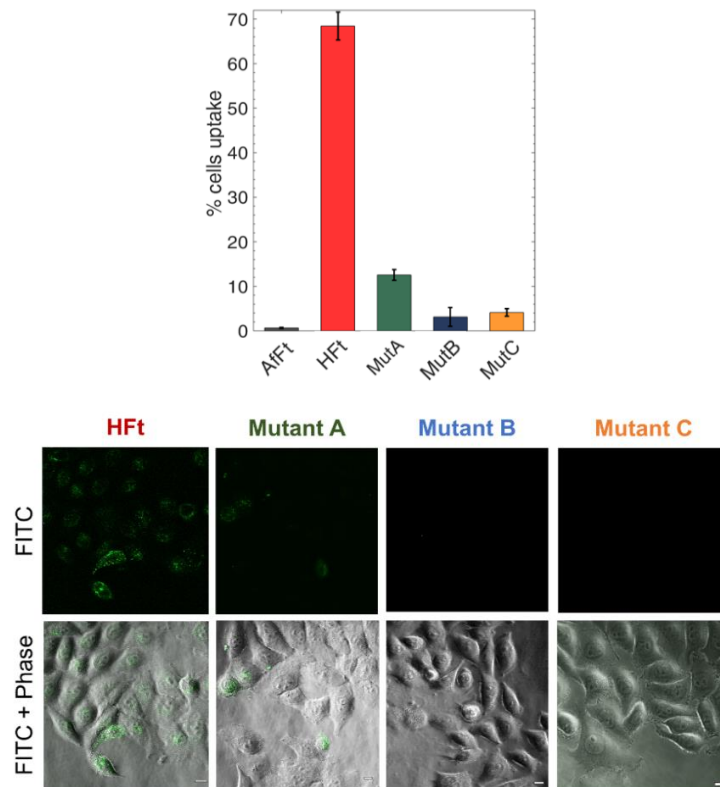 70
60
50
40
30
20
10
0
% cells uptake
AfFt HFt MutA MutB MutC
HFt Mutant A Mutant B Mutant C
FITC
FITC + Phase